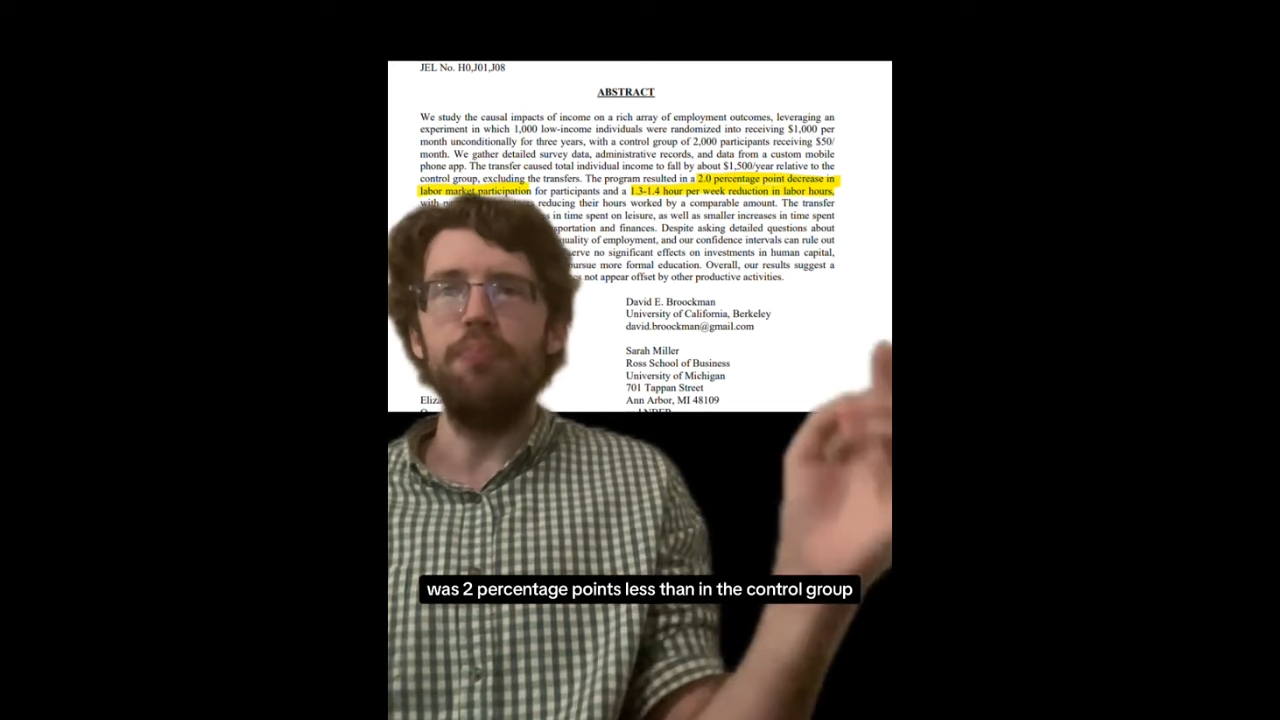 JEL No. H0,J01,J08
ABSTRACT
We study the causal impacts of income on a rich array of employment outcomes, leveraging an
experiment in which 1,000 low-income individuals were randomized into receiving $1,000 per
month unconditionally for three years, with a control group of 2,000 participants receiving $50/
month. We gather detailed survey data, administrative records, and data from a custom mobile
phone app. The transfer caused total individual income to fall by about $1,500/year relative to the
control group, excluding the transfers. The program resulted in a 2.0 percentage point decrease in
labor market participation for participants and a 1.3-1.4 hour per week reduction in labor hours,
with reducing their hours worked by a comparable amount. The transfer
in time spent on leisure, as well as smaller increases in time spent
and finances. Despite asking detailed questions about
quality of employment, and our confidence intervals can rule out
no significant effects on investments in human capital,
pursue more formal education. Overall, our results suggest a
not appear offset by other productive activities.
David E. Broockman
University of California, Berkeley
david.broockman@gmail.com
Sarah Miller
Ross School of Business
University of Michigan
701 Tappan Street
Ann Arbor, MI 48109
was 2 percentage points less than in the control group